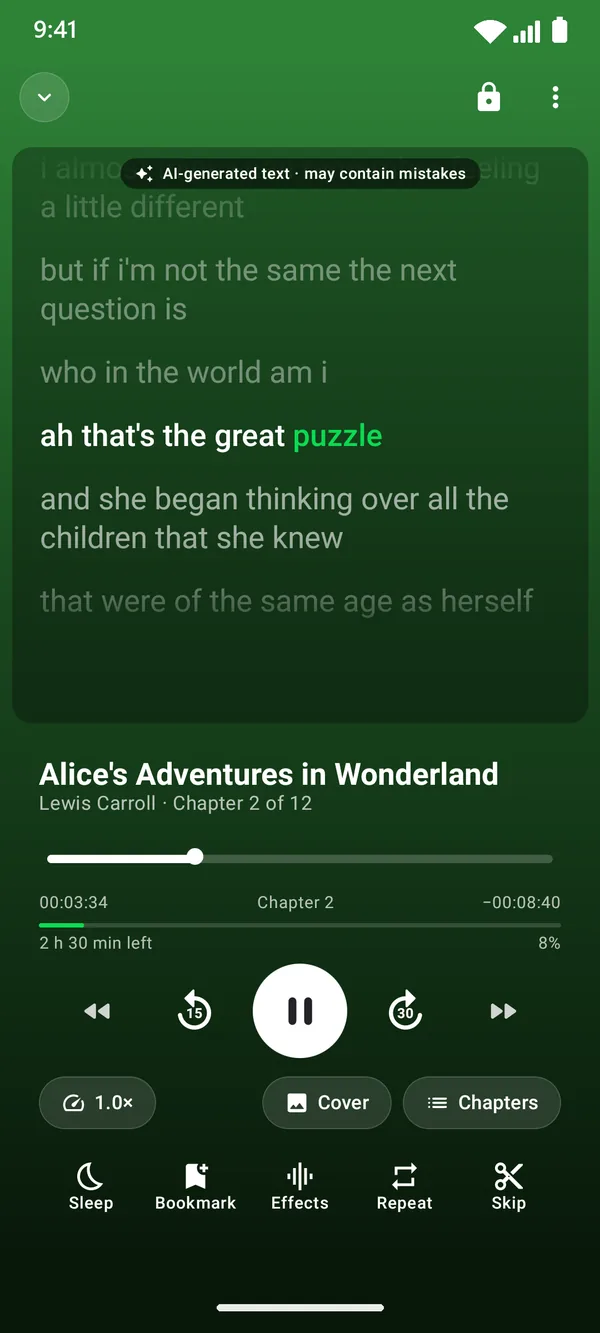 9:41
i almo
AI-generated text · may contain mistakes
eling
a little different
but if i'm not the same the next
question is
who in the world am i
ah that's the great puzzle
and she began thinking over all the
children that she knew
that were of the same age as herself
Alice's Adventures in Wonderland
Lewis Carroll · Chapter 2 of 12
00:03:34 Chapter 2 −00:08:40
2 h 30 min left 8%
15 30
1.0× Cover Chapters
Sleep Bookmark Effects Repeat Skip